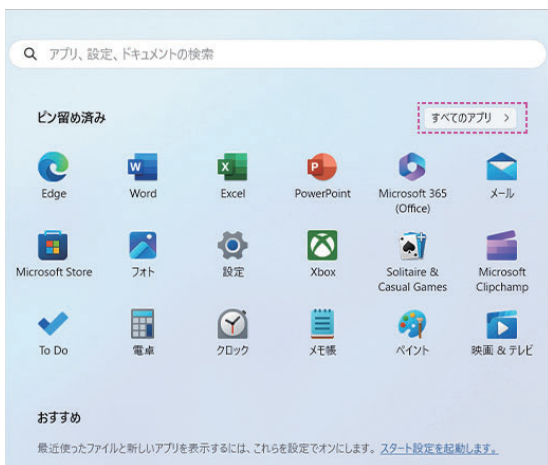 アプリ、設定、ドキュメントの検索
ピン留め済み
すべてのアプリ >
Edge
Word
Excel
PowerPoint
Microsoft 365
(Office)
メール
Microsoft Store
フォト
設定
Xbox
Solitaire &
Casual Games
Microsoft
Clipchamp
To Do
電卓
クロック
メモ帳
ペイント
映画 & テレビ
おすすめ
最近使ったファイルと新しいアプリを表示するには、これらを設定でオンにします。 スタート設定を起動します。